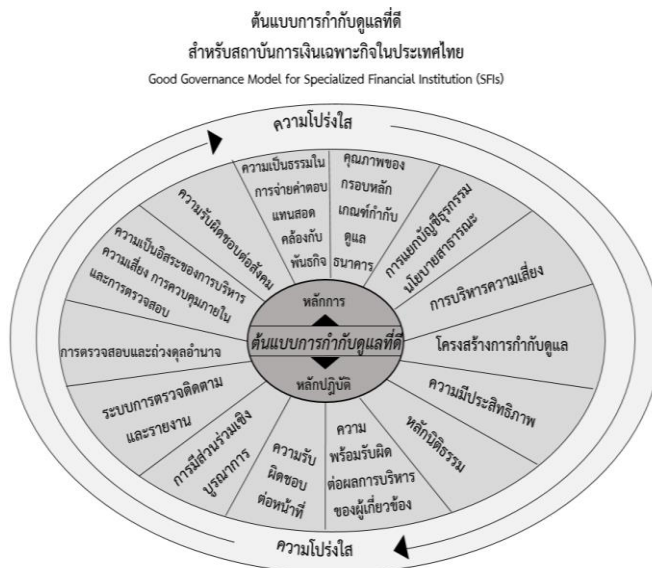 ต้นแบบการกำกับดูแลที่ดี
สำหรับสถาบันการเงินเฉพาะกิจในประเทศไทย
Good Governance Model for Specialized Financial Institution (SFIs)
ความโปร่งใส
ความเป็นธรรมใน
การจ่ายค่าตอบ
แทนสอด
คล้องกับ
พันธกิจ
คุณภาพของ
กรอบหลัก
เกณฑ์กำกับ
ดูแล
ธนาคาร
การแยกบัญชีธุรกรรม
นโยบายสาธารณะ
การบริหารความเสี่ยง
โครงสร้างการกำกับดูแล
ความมีประสิทธิภาพ
หลักนิติธรรม
ความ
พร้อมรับผิด
ต่อผลการบริหาร
ของผู้เกี่ยวข้อง
ความรับ
ผิดชอบ
ต่อหน้าที่
การมีส่วนร่วมเชิง
บูรณาการ
ระบบการตรวจติดตาม
และรายงาน
การตรวจสอบและถ่วงดุลอำนาจ
ความเป็นอิสระของการบริหาร
ความเสี่ยง การควบคุมภายใน
และการตรวจสอบ
ความรับผิดชอบต่อสังคม
หลักการ
ต้นแบบการกำกับดูแลที่ดี
หลักปฏิบัติ
ความโปร่งใส